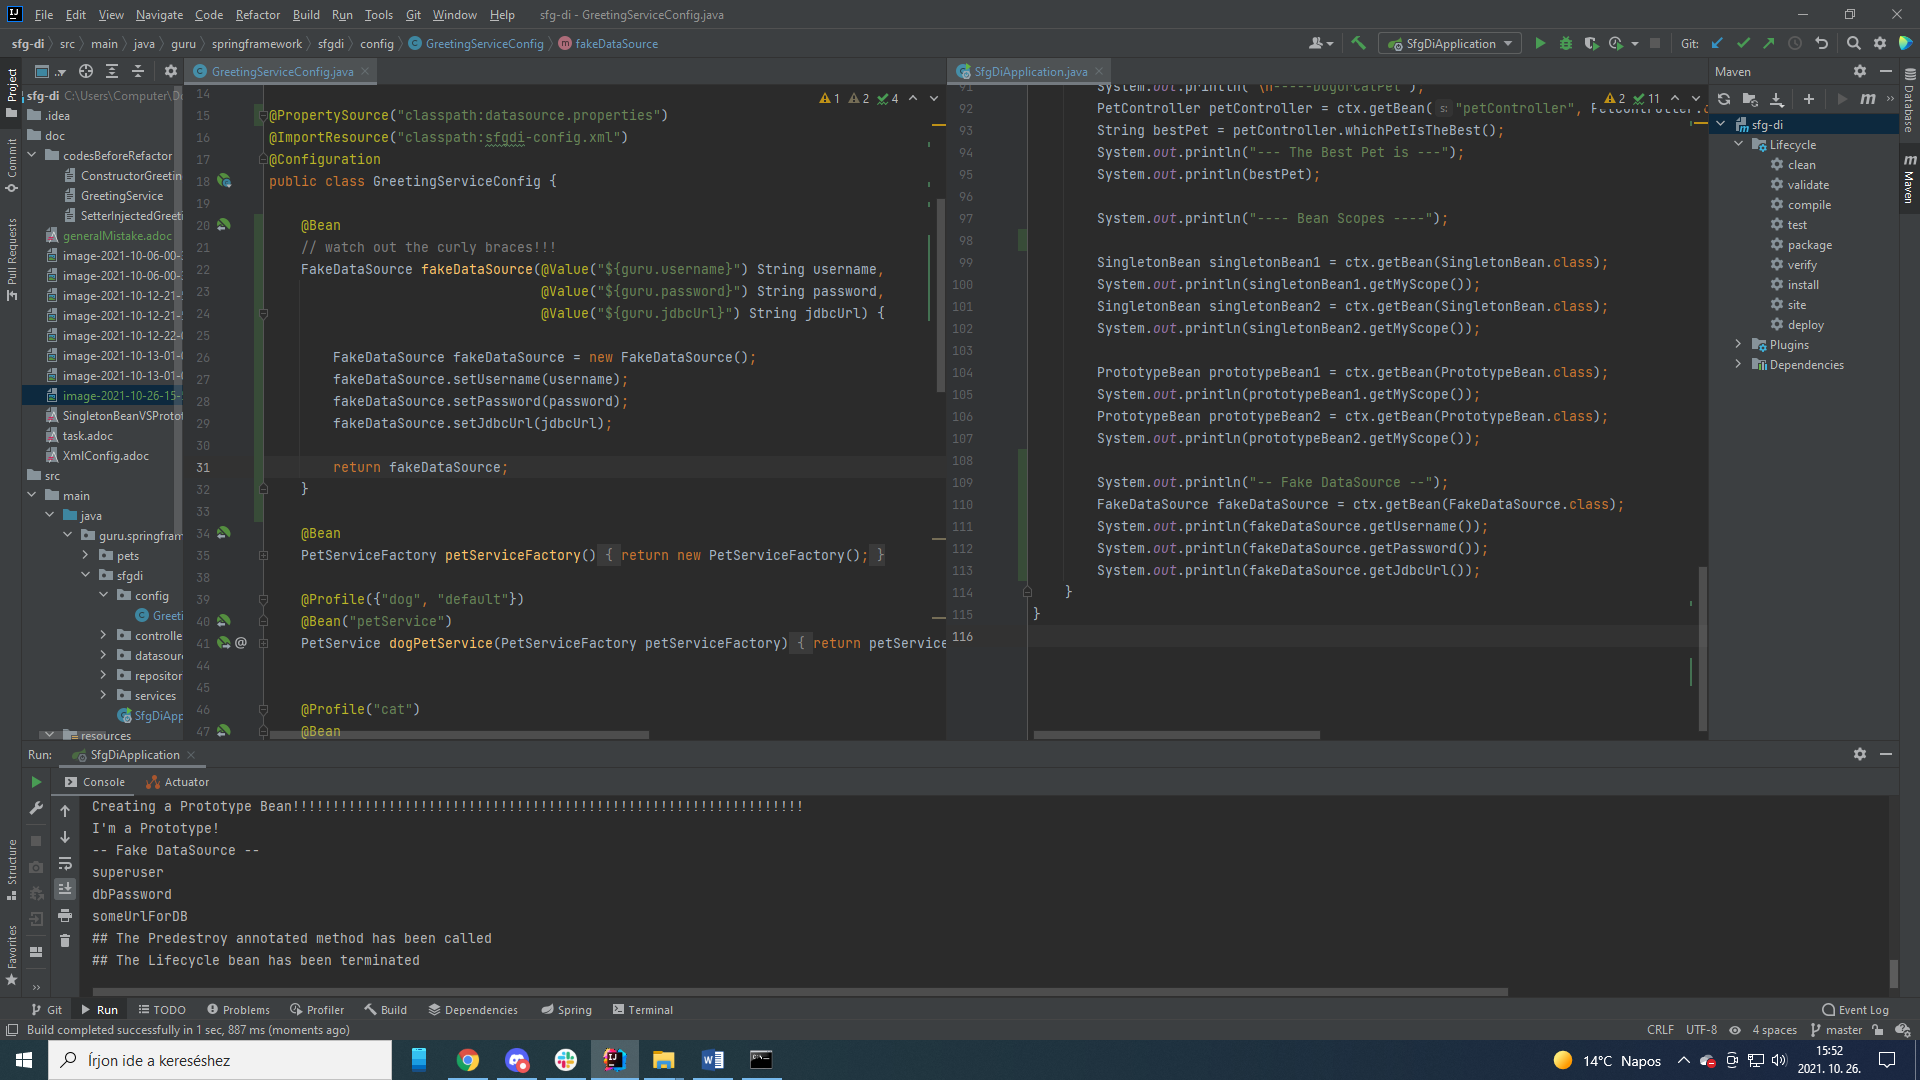 File Edit View Navigate Code Refactor Build Run Tools Git Window Help sfg-di - GreetingServiceConfig.java
sfg-di src main java guru springframework sfgdi config GreetingServiceConfig fakeDataSource
SfgDiApplication
Git:
GreetingServiceConfig.java
SfgDiApplication.java
Maven
Project
Commit
Pull Requests
Structure
Favorites
sfg-di C:\Users\Computer\Do
.idea
doc
codesBeforeRefactor
ConstructorGreetin
GreetingService
SetterInjectedGreeti
generalMistake.adoc
image-2021-10-06-00-
image-2021-10-06-00-
image-2021-10-12-21-
image-2021-10-12-21-
image-2021-10-12-22-
image-2021-10-13-01-
image-2021-10-13-01-
image-2021-10-26-15-
SingletonBeanVSProtot
task.adoc
XmlConfig.adoc
src
main
java
guru.springfram
pets
sfgdi
config
Greeti
controlle
datasour
repositor
services
SfgDiApp
resources
1 2 4
14
15 @PropertySource("classpath:datasource.properties")
16 @ImportResource("classpath:sfgdi-config.xml")
17 @Configuration
18 public class GreetingServiceConfig {
19
20 @Bean
21 // watch out the curly braces!!!
22 FakeDataSource fakeDataSource(@Value("${guru.username}") String username,
23 @Value("${guru.password}") String password,
24 @Value("${guru.jdbcUrl}") String jdbcUrl) {
25
26 FakeDataSource fakeDataSource = new FakeDataSource();
27 fakeDataSource.setUsername(username);
28 fakeDataSource.setPassword(password);
29 fakeDataSource.setJdbcUrl(jdbcUrl);
30
31 return fakeDataSource;
32 }
33
34 @Bean
35 PetServiceFactory petServiceFactory() { return new PetServiceFactory(); }
38
39 @Profile({"dog", "default"})
40 @Bean("petService")
41 PetService dogPetService(PetServiceFactory petServiceFactory) { return petService
44
45
46 @Profile("cat")
47 @Bean
2 11
91 System.out.println("\n-----DogorCatPet");
92 PetController petController = ctx.getBean( s: "petController", PetController.c
93 String bestPet = petController.whichPetIsTheBest();
94 System.out.println("--- The Best Pet is ---");
95 System.out.println(bestPet);
96
97 System.out.println("---- Bean Scopes ----");
98
99 SingletonBean singletonBean1 = ctx.getBean(SingletonBean.class);
100 System.out.println(singletonBean1.getMyScope());
101 SingletonBean singletonBean2 = ctx.getBean(SingletonBean.class);
102 System.out.println(singletonBean2.getMyScope());
103
104 PrototypeBean prototypeBean1 = ctx.getBean(PrototypeBean.class);
105 System.out.println(prototypeBean1.getMyScope());
106 PrototypeBean prototypeBean2 = ctx.getBean(PrototypeBean.class);
107 System.out.println(prototypeBean2.getMyScope());
108
109 System.out.println("-- Fake DataSource --");
110 FakeDataSource fakeDataSource = ctx.getBean(FakeDataSource.class);
111 System.out.println(fakeDataSource.getUsername());
112 System.out.println(fakeDataSource.getPassword());
113 System.out.println(fakeDataSource.getJdbcUrl());
114 }
115 }
116
sfg-di
Lifecycle
clean
validate
compile
test
package
verify
install
site
deploy
Plugins
Dependencies
Database
Maven
Run: SfgDiApplication
Console Actuator
Creating a Prototype Bean!!!!!!!!!!!!!!!!!!!!!!!!!!!!!!!!!!!!!!!!!!!!!!!!!!!!!!!!!!!!!!!!
I'm a Prototype!
-- Fake DataSource --
superuser
dbPassword
someUrlForDB
## The Predestroy annotated method has been called
## The Lifecycle bean has been terminated
Git Run TODO Problems Profiler Build Dependencies Spring Terminal Event Log
Build completed successfully in 1 sec, 887 ms (moments ago)
CRLF UTF-8 4 spaces master
Írjon ide a kereséshez
14°C Napos
15:52
2021. 10. 26.